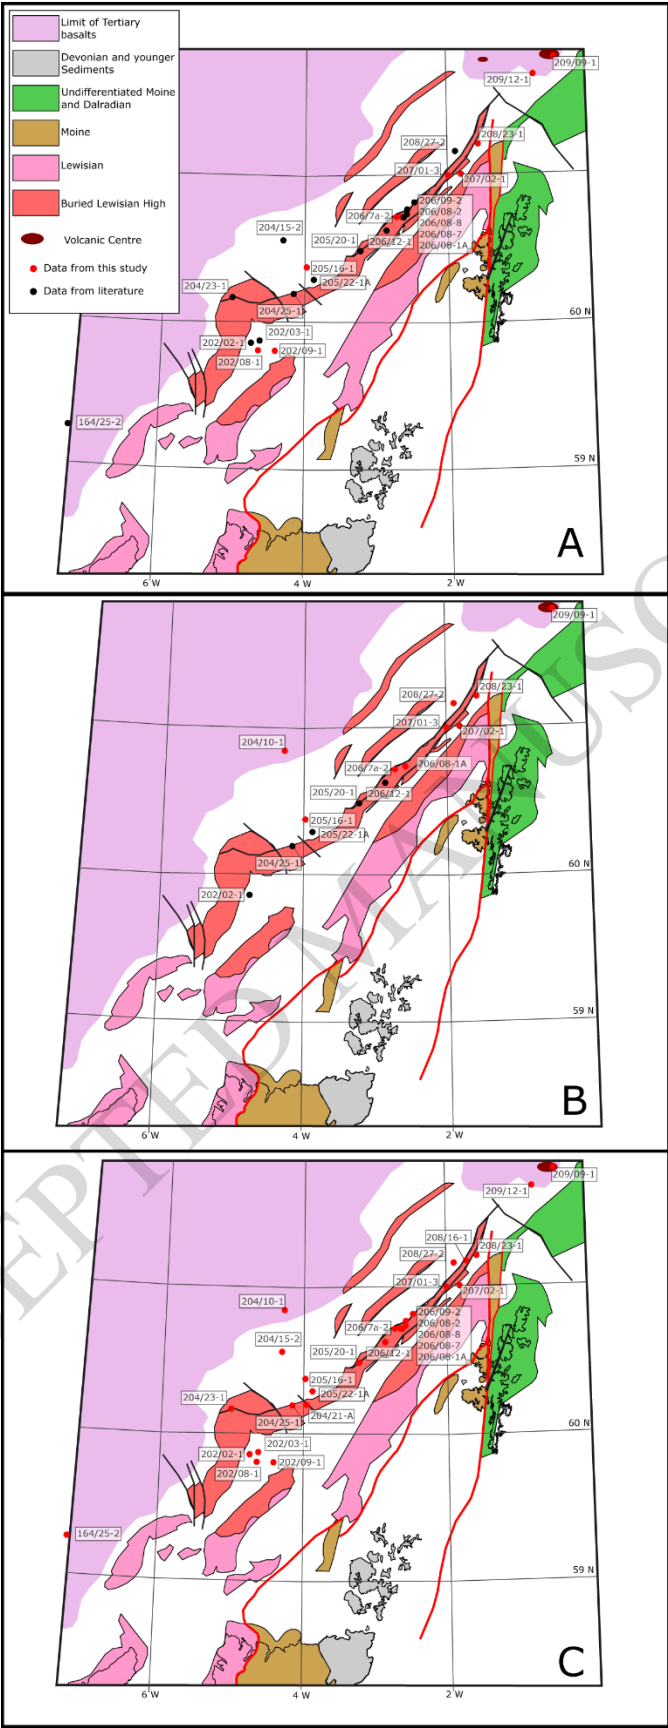 Limit of Tertiary
basalts
Devonian and younger
Sediments
Undifferentiated Moine
and Dalradian
Moine
Lewisian
Buried Lewisian High
Volcanic Centre
Data from this study
Data from literature
209/09-1
209/12-1
208/27-2
208/23-1
207/01-3
207/02-1
206/7a-2
206/09-2
206/08-2
206/08-8
206/08-7
206/08-1A
204/15-2
205/20-1
206/12-1
205/16-1
205/22-1A
204/23-1
204/25-1
202/03-1
202/02-1
202/09-1
202/08-1
164/25-2
60 N
59 N
6 W
4 W
2 W
A
209/09-1
208/27-2
208/23-1
207/01-3
207/02-1
204/10-1
206/7a-2
206/08-1A
205/20-1
206/12-1
205/16-1
205/22-1A
204/25-1
202/02-1
60 N
59 N
6 W
4 W
2 W
B
209/09-1
209/12-1
208/16-1
208/27-2
208/23-1
207/01-3
207/02-1
204/10-1
206/7a-2
206/09-2
206/08-2
206/08-8
206/08-7
206/08-1A
204/15-2
205/20-1
206/12-1
205/16-1
205/22-1A
204/23-1
204/25-1
204/21-A
202/03-1
202/02-1
202/09-1
202/08-1
164/25-2
60 N
59 N
6 W
4 W
2 W
C
EPTED MANUSC